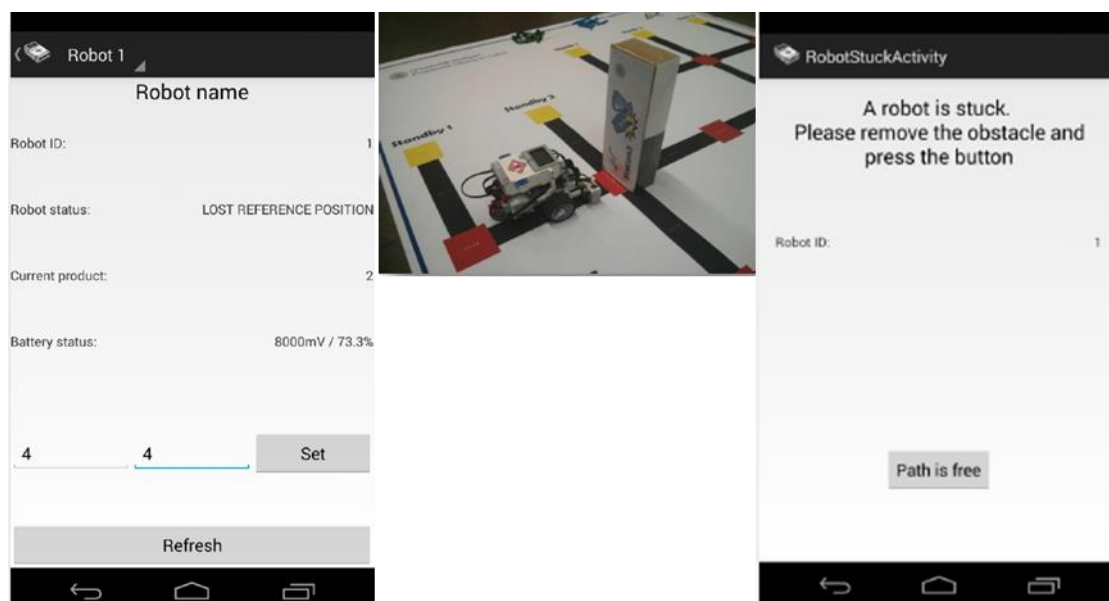 Robot 1
Robot name
Robot ID: 1
Robot status: LOST REFERENCE POSITION
Current product: 2
Battery status: 8000mV / 73.3%
4 4 Set
Refresh
Standby 1
Standby 2
RobotStuckActivity
A robot is stuck.
Please remove the obstacle and
press the button
Robot ID: 1
Path is free